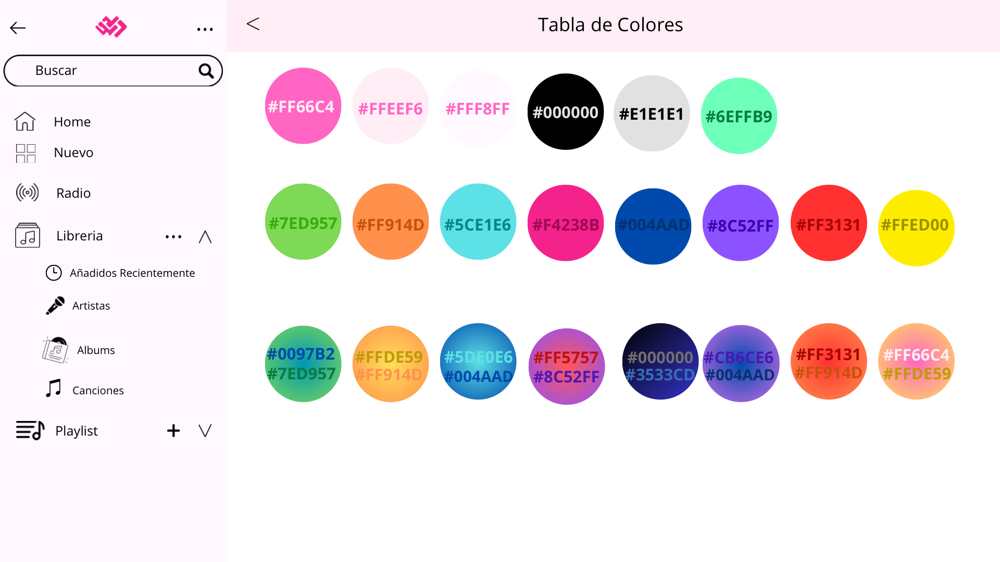 Buscar
Home
Nuevo
Radio
Libreria
Añadidos Recientemente
Artistas
Albums
Canciones
Playlist
Tabla de Colores
#FF66C4
#FFEEF6
#FFF8FF
#000000
#E1E1E1
#6EFFB9
#7ED957
#FF914D
#5CE1E6
#F4238B
#004AAD
#8C52FF
#FF3131
#FFED00
#0097B2
#7ED957
#FFDE59
#FF914D
#5DE0E6
#004AAD
#FF5757
#8C52FF
#000000
#3533CD
#CB6CE6
#004AAD
#FF3131
#FF914D
#FF66C4
#FFDE59